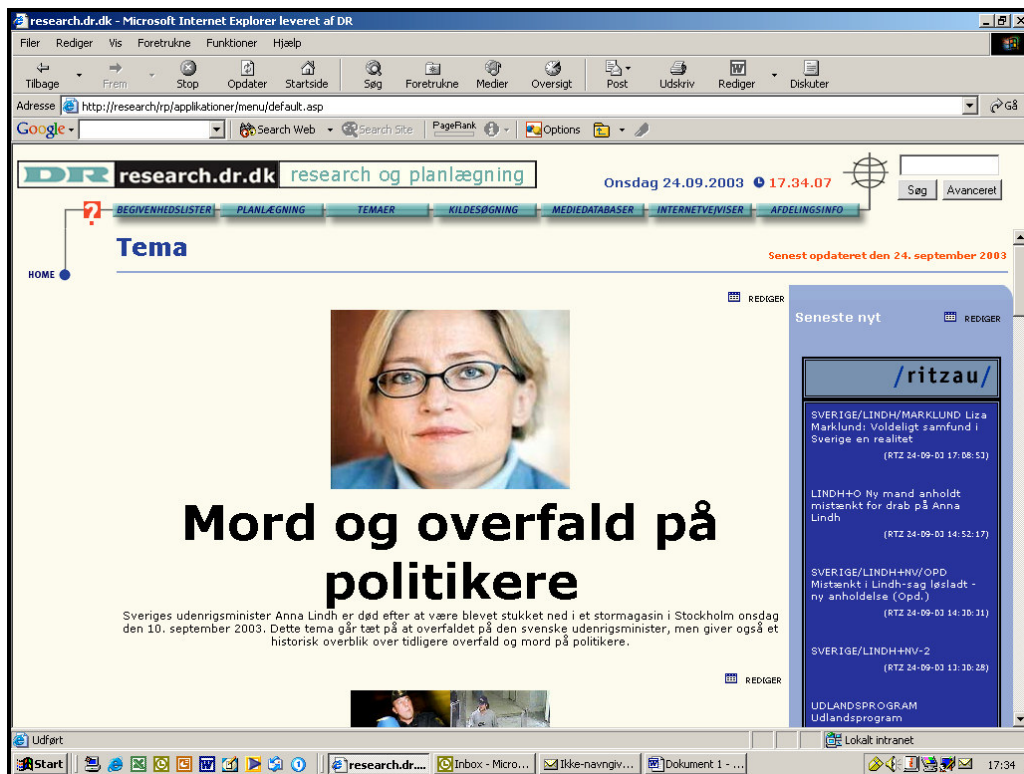 research.dr.dk - Microsoft Internet Explorer leveret af DR
Filer Rediger Vis Foretrukne Funktioner Hjælp
Tilbage Frem Stop Opdater Startside Søg Foretrukne Medier Oversigt Post Udskriv Rediger Diskuter
Adresse http://research/rp/applikationer/menu/default.asp Gå
Google Search Web Search Site PageRank Options
DR research.dr.dk research og planlægning
Onsdag 24.09.2003 17.34.07
Søg Avanceret
? BEGIVENHEDSLISTER PLANLÆGNING TEMAER KILDESØGNING MEDIEDATABASER INTERNETVEJVISER AFDELINGSINFO
Tema
Senest opdateret den 24. september 2003
HOME
REDIGER
Mord og overfald på
politikere
Sveriges udenrigsminister Anna Lindh er død efter at være blevet stukket ned i et stormagasin i Stockholm onsdag
den 10. september 2003. Dette tema går tæt på at overfaldet på den svenske udenrigsminister, men giver også et
historisk overblik over tidligere overfald og mord på politikere.
REDIGER
Seneste nyt REDIGER
/ritzau/
SVERIGE/LINDH/MARKLUND Liza
Marklund: Voldeligt samfund i
Sverige en realitet
(RTZ 24-09-03 17:08:53)
LINDH+O Ny mand anholdt
mistænkt for drab på Anna
Lindh
(RTZ 24-09-03 14:52:17)
SVERIGE/LINDH+NV/OPD
Mistænkt i Lindh-sag løsladt -
ny anholdelse (Opd.)
(RTZ 24-09-03 14:30:31)
SVERIGE/LINDH+NV-2
(RTZ 24-09-03 13:30:28)
UDLANDSPROGRAM
Udlandsprogram
Udført Lokalt intranet
Start research.dr.... Inbox - Micro... Ikke-navngiv... Dokument 1 - ... 17:34